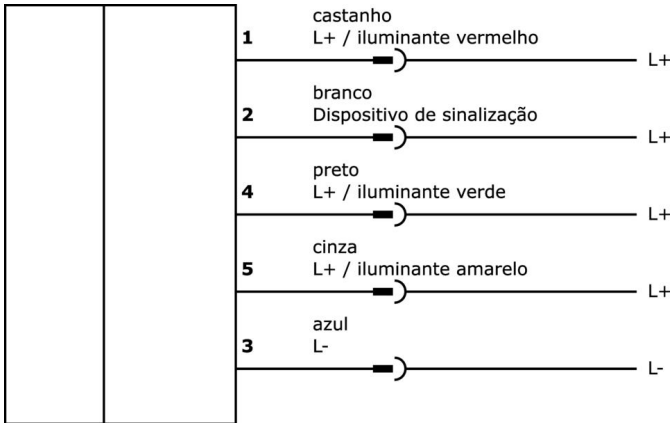 castanho
1 L+ / iluminante vermelho
L+
branco
2 Dispositivo de sinalização
L+
preto
4 L+ / iluminante verde
L+
cinza
5 L+ / iluminante amarelo
L+
azul
3 L-
L-